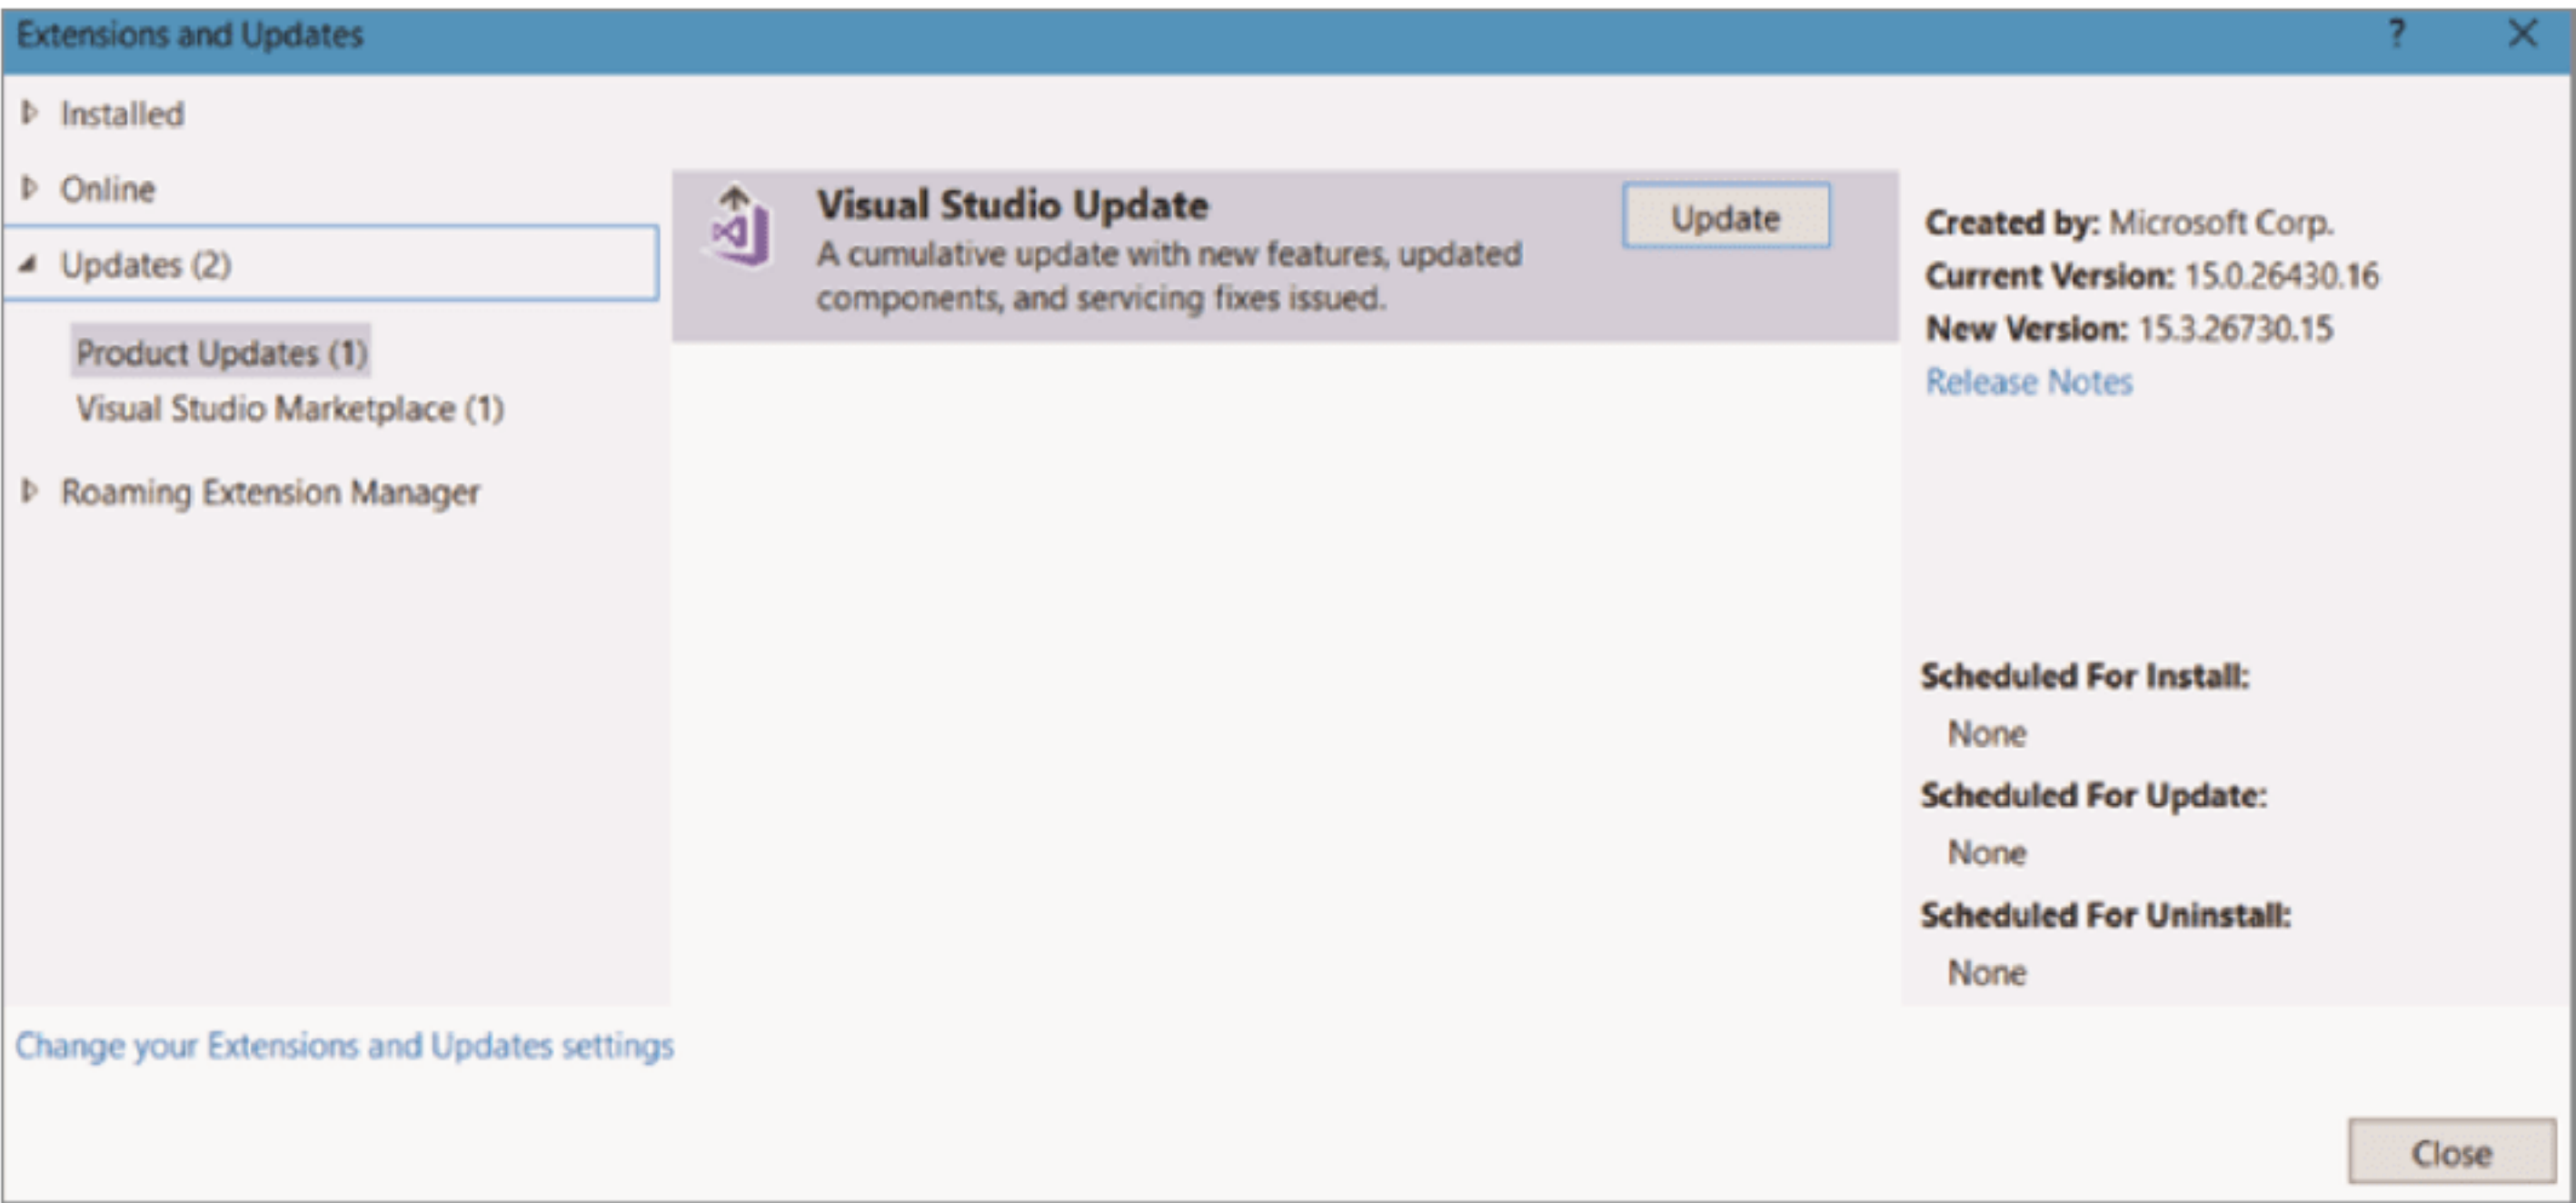 Extensions and Updates
?
Installed
Online
Updates (2)
Product Updates (1)
Visual Studio Marketplace (1)
Roaming Extension Manager
Visual Studio Update
Update
A cumulative update with new features, updated
components, and servicing fixes issued.
Created by: Microsoft Corp.
Current Version: 15.0.26430.16
New Version: 15.3.26730.15
Release Notes
Scheduled For Install:
None
Scheduled For Update:
None
Scheduled For Uninstall:
None
Change your Extensions and Updates settings
Close